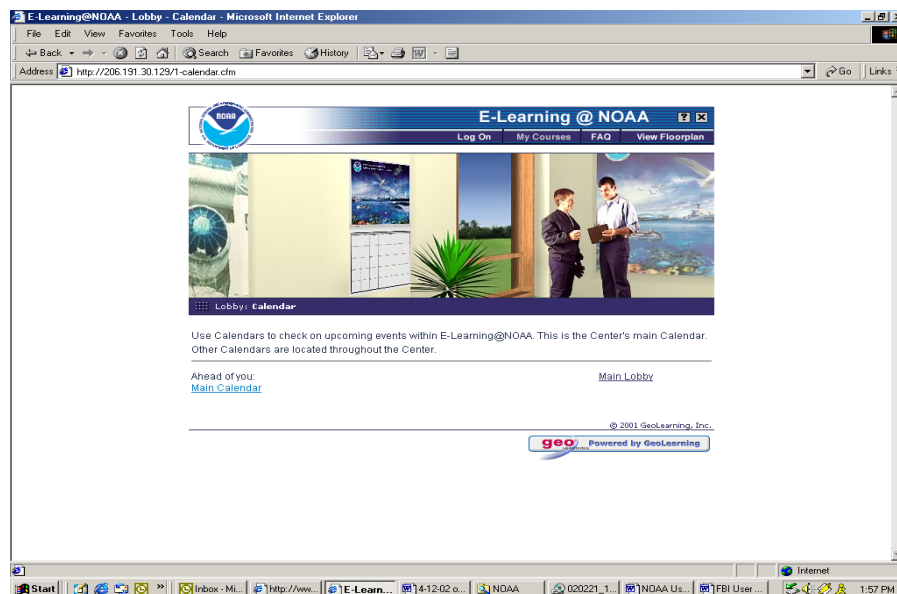 E-Learning@NOAA - Lobby - Calendar - Microsoft Internet Explorer
File Edit View Favorites Tools Help
Back Search Favorites History
Address http://206.191.30.129/1-calendar.cfm Go Links
NOAA
E-Learning @ NOAA ? X
Log On My Courses FAQ View Floorplan
Lobby: Calendar
Use Calendars to check on upcoming events within E-Learning@NOAA. This is the Center's main Calendar.
Other Calendars are located throughout the Center.
Ahead of you:
Main Calendar Main Lobby
© 2001 GeoLearning, Inc.
geo LEARNING Powered by GeoLearning
Internet
Start » Inbox - Mi... http://ww... E-Learn... 4-12-02 o... NOAA 020221_1... NOAA Us... FBI User ... 1:57 PM